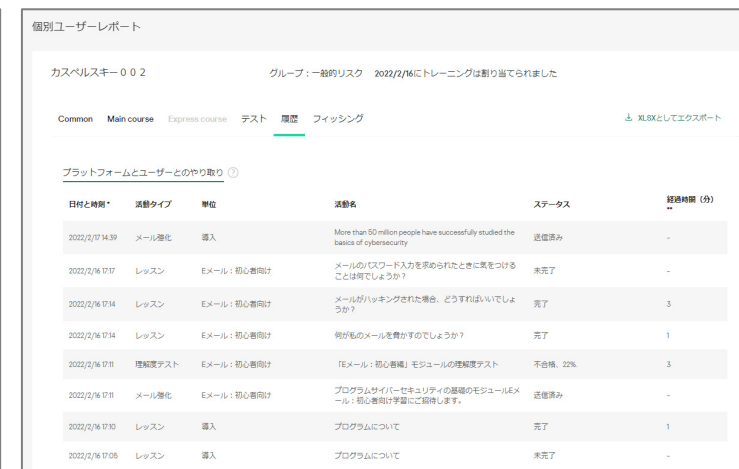 個別ユーザーレポート
カスペルスキー００２ グループ：一般的リスク 2022/2/16にトレーニングは割り当てられました
Common Main course Express course テスト 履歴 フィッシング XLSXとしてエクスポート
プラットフォームとユーザーとのやり取り ?
日付と時刻* 活動タイプ 単位 活動名 ステータス 経過時間（分）
**
2022/2/17 14:39 メール強化 導入 More than 50 million people have successfully studied the
basics of cybersecurity 送信済み -
2022/2/16 17:17 レッスン Eメール：初心者向け メールのパスワード入力を求められたときに気をつける
ことは何でしょうか？ 未完了 -
2022/2/16 17:14 レッスン Eメール：初心者向け メールがハッキングされた場合、どうすればいいでしょ
うか？ 完了 3
2022/2/16 17:14 レッスン Eメール：初心者向け 何が私のメールを脅かすのでしょうか？ 完了 1
2022/2/16 17:11 理解度テスト Eメール：初心者向け 「Eメール：初心者編」モジュールの理解度テスト 不合格、22% 3
2022/2/16 17:11 メール強化 Eメール：初心者向け プログラムサイバーセキュリティの基礎のモジュールEメ
ール：初心者向け学習にご招待します。 送信済み -
2022/2/16 17:10 レッスン 導入 プログラムについて 完了 1
2022/2/16 17:05 レッスン 導入 プログラムについて 未完了 -